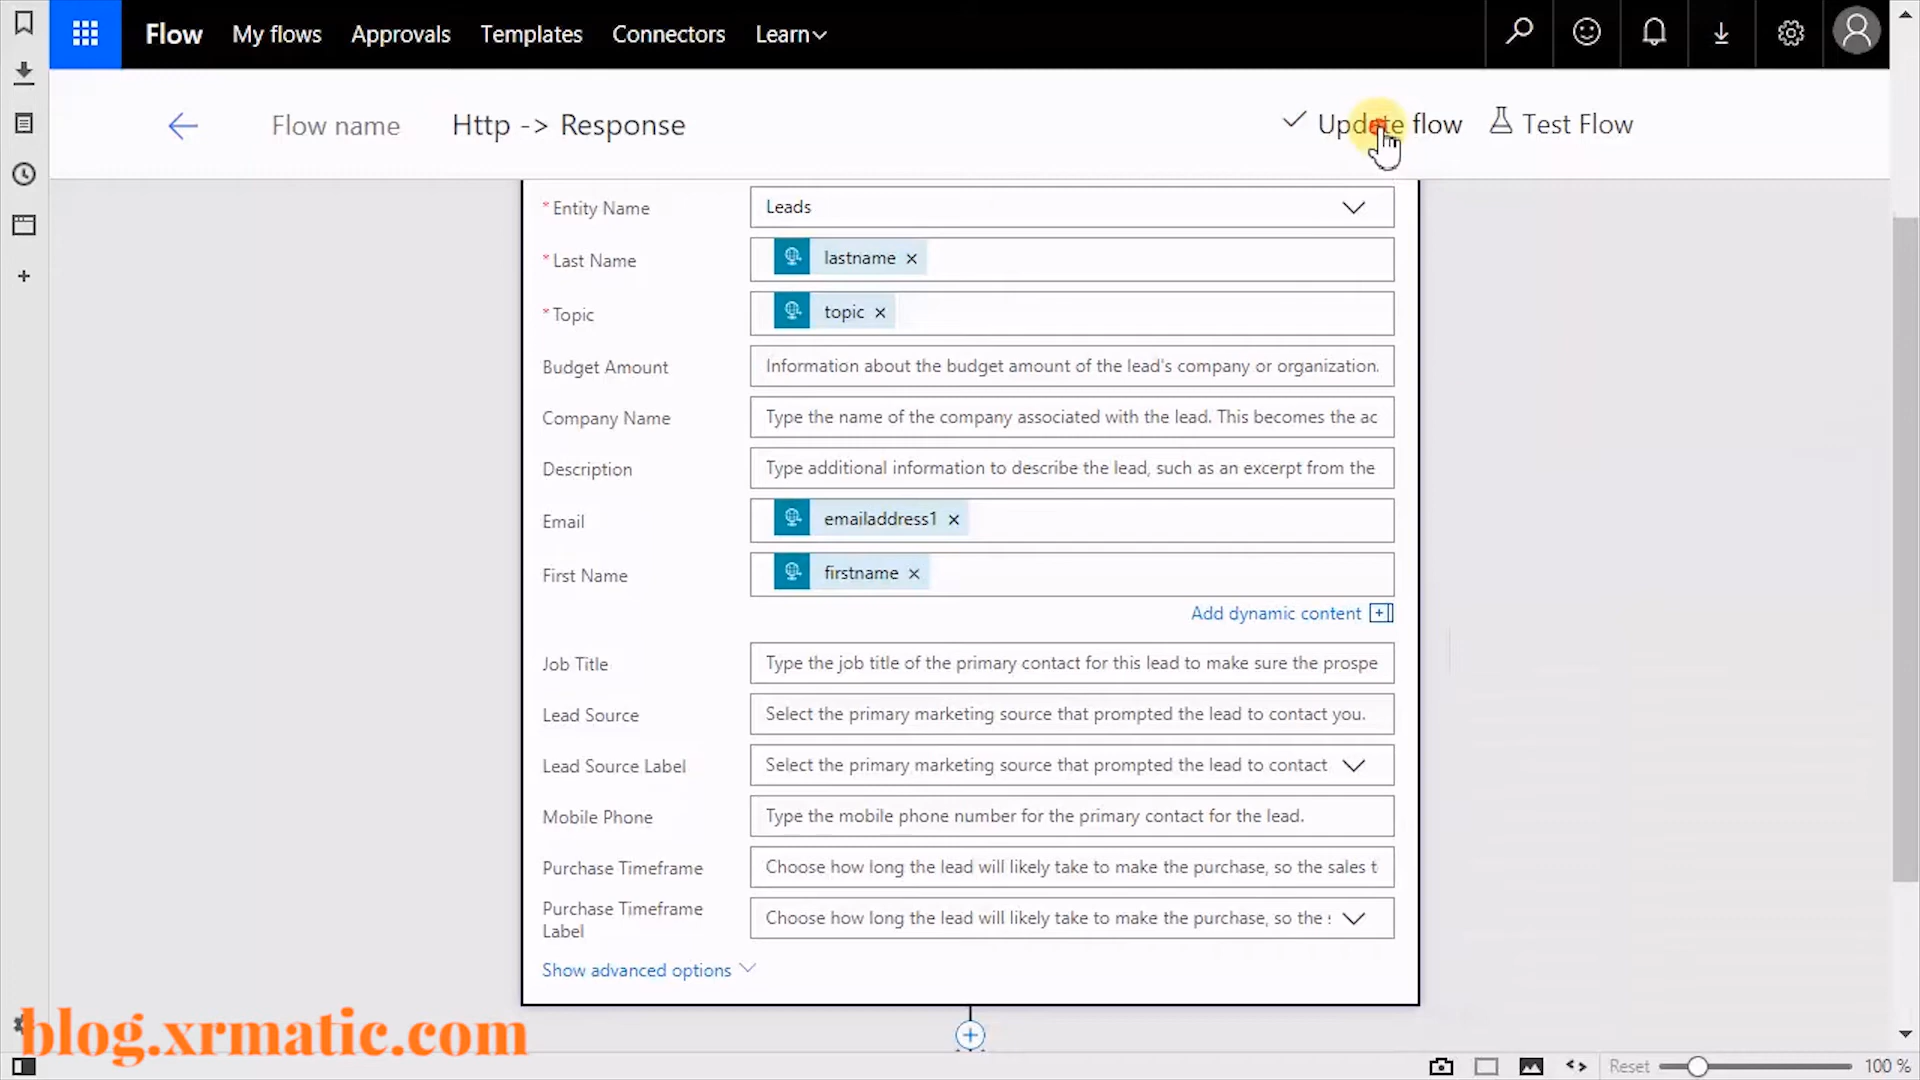 Flow My flows Approvals Templates Connectors Learn
Flow name Http -> Response Update flow Test Flow
* Entity Name Leads
* Last Name lastname ×
* Topic topic ×
Budget Amount Information about the budget amount of the lead's company or organization.
Company Name Type the name of the company associated with the lead. This becomes the ac
Description Type additional information to describe the lead, such as an excerpt from the
Email emailaddress1 ×
First Name firstname ×
Add dynamic content
Job Title Type the job title of the primary contact for this lead to make sure the prospe
Lead Source Select the primary marketing source that prompted the lead to contact you.
Lead Source Label Select the primary marketing source that prompted the lead to contact
Mobile Phone Type the mobile phone number for the primary contact for the lead.
Purchase Timeframe Choose how long the lead will likely take to make the purchase, so the sales t
Purchase Timeframe Label Choose how long the lead will likely take to make the purchase, so the s
Show advanced options
blog.xrmatic.com
Reset 100 %